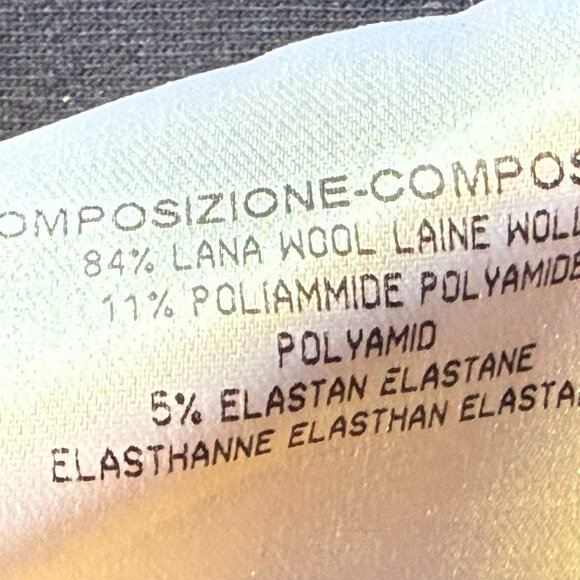 OMPOSIZIONE-COMPOS
84% LANA WOOL LAINE WOLL
11% POLIAMMIDE POLYAMIDE
POLYAMID
5% ELASTAN ELASTANE
ELASTHANNE ELASTHAN ELASTA